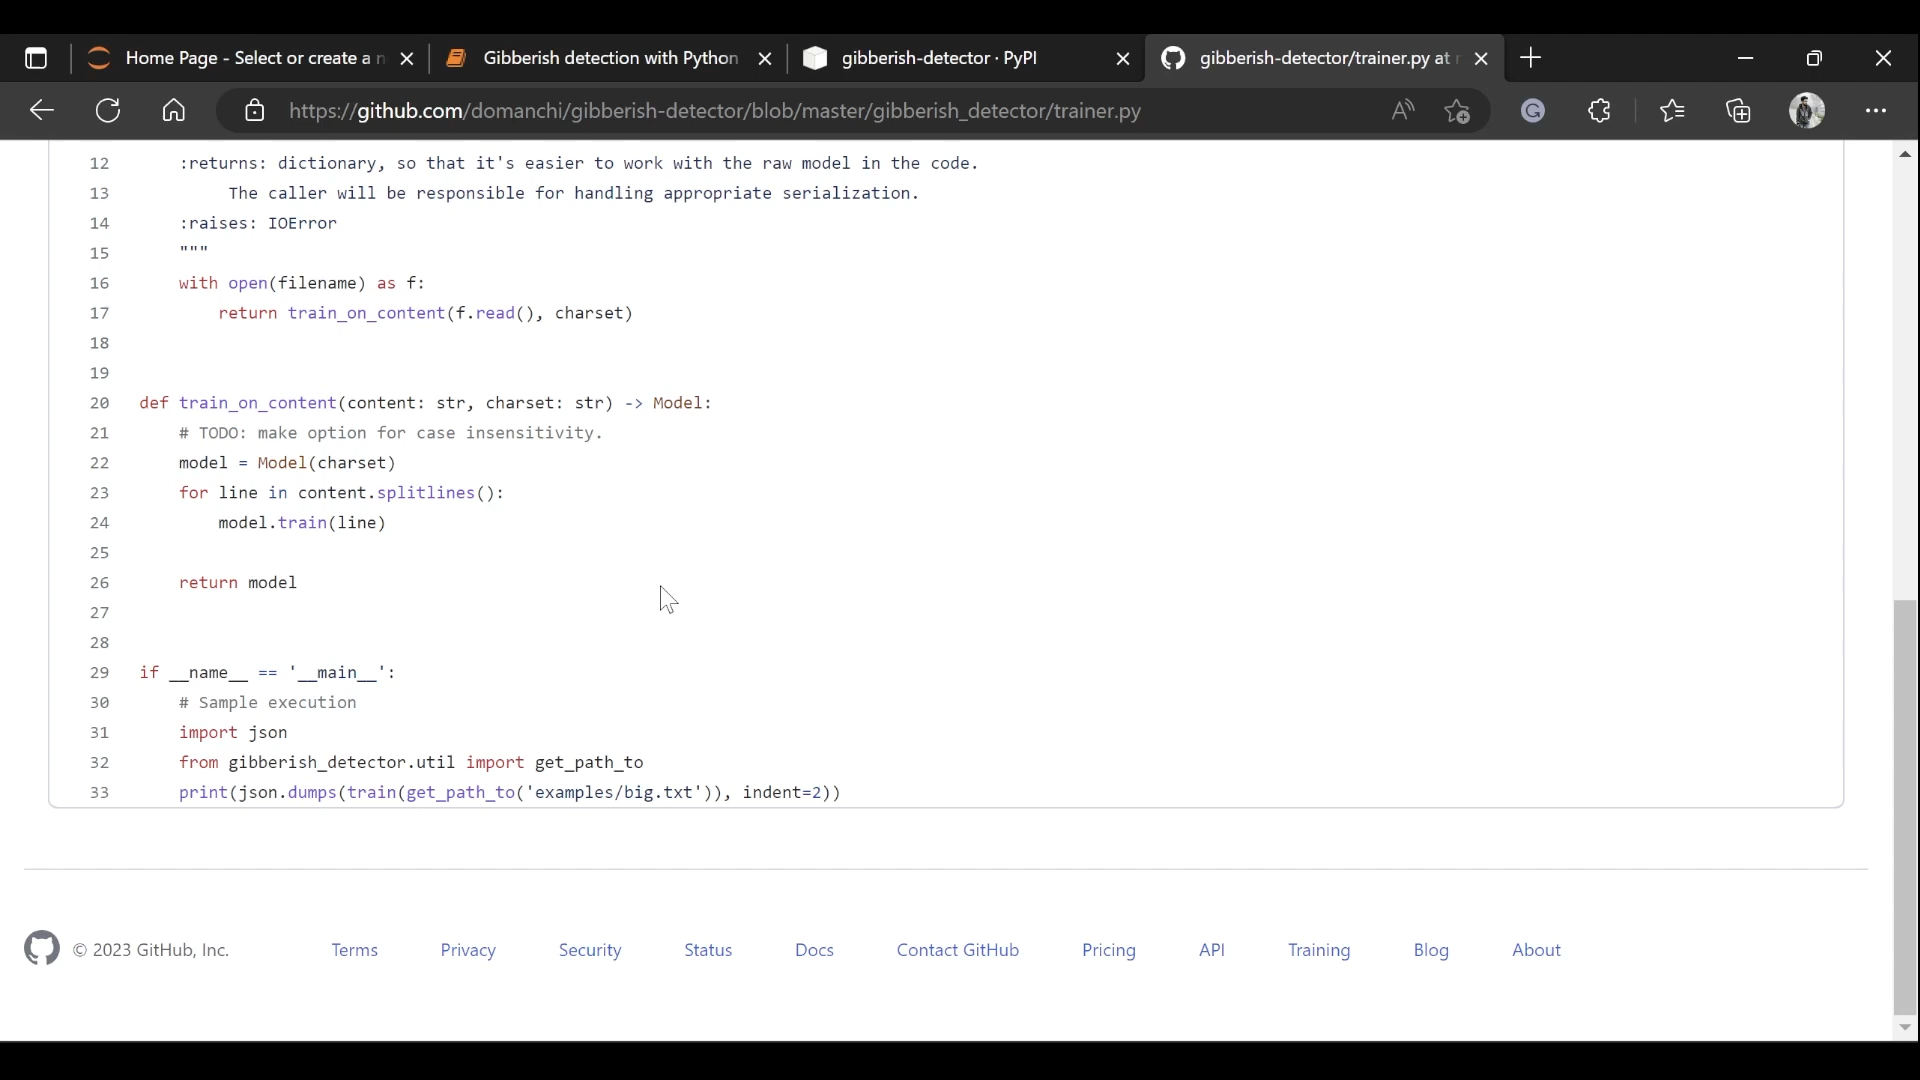 Home Page - Select or create a n
Gibberish detection with Python
gibberish-detector · PyPI
gibberish-detector/trainer.py at
https://github.com/domanchi/gibberish-detector/blob/master/gibberish_detector/trainer.py
12 :returns: dictionary, so that it's easier to work with the raw model in the code.
13 The caller will be responsible for handling appropriate serialization.
14 :raises: IOError
15 """
16 with open(filename) as f:
17 return train_on_content(f.read(), charset)
18
19
20 def train_on_content(content: str, charset: str) -> Model:
21 # TODO: make option for case insensitivity.
22 model = Model(charset)
23 for line in content.splitlines():
24 model.train(line)
25
26 return model
27
28
29 if __name__ == '__main__':
30 # Sample execution
31 import json
32 from gibberish_detector.util import get_path_to
33 print(json.dumps(train(get_path_to('examples/big.txt')), indent=2))
© 2023 GitHub, Inc. Terms Privacy Security Status Docs Contact GitHub Pricing API Training Blog About